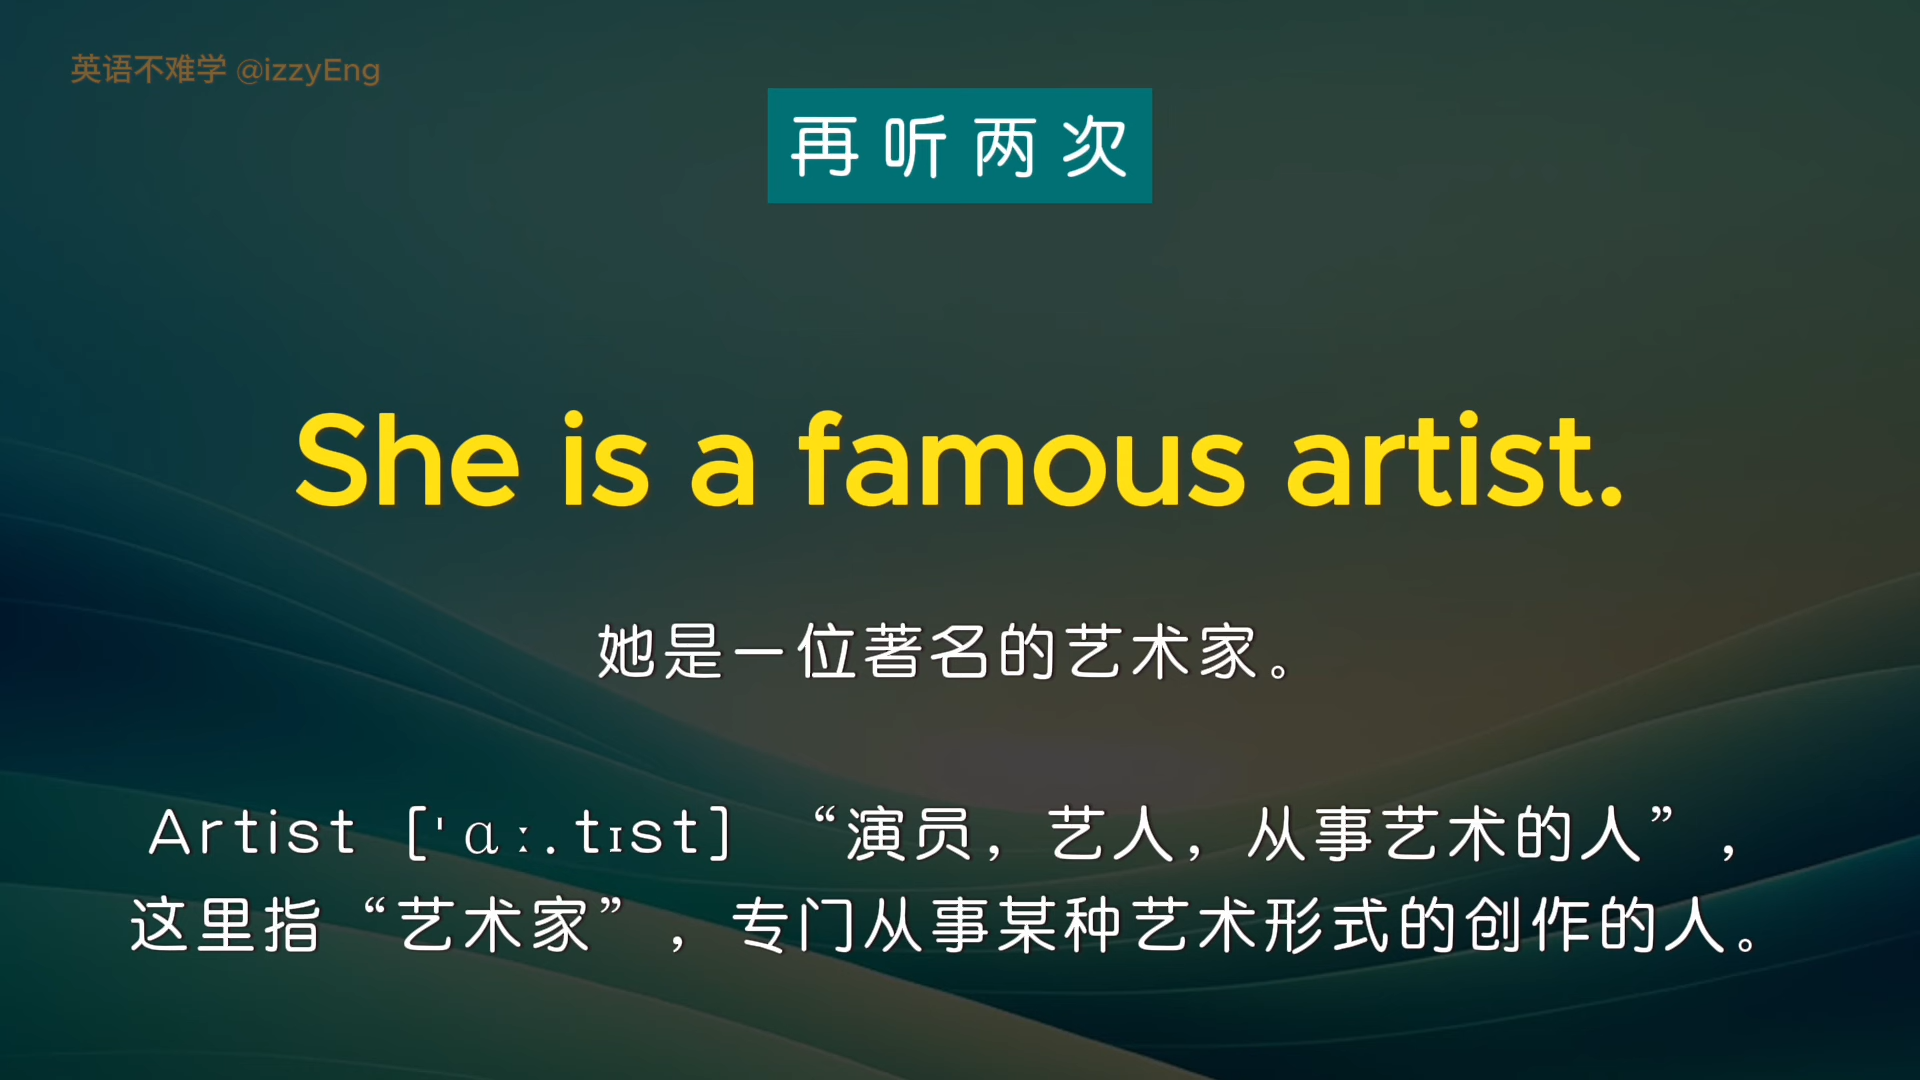 英语不难学 @izzyEng
再听两次
She is a famous artist.
她是一位著名的艺术家。
Artist [ˈɑː.tɪst] “演员，艺人，从事艺术的人”，
这里指“艺术家”，专门从事某种艺术形式的创作的人。